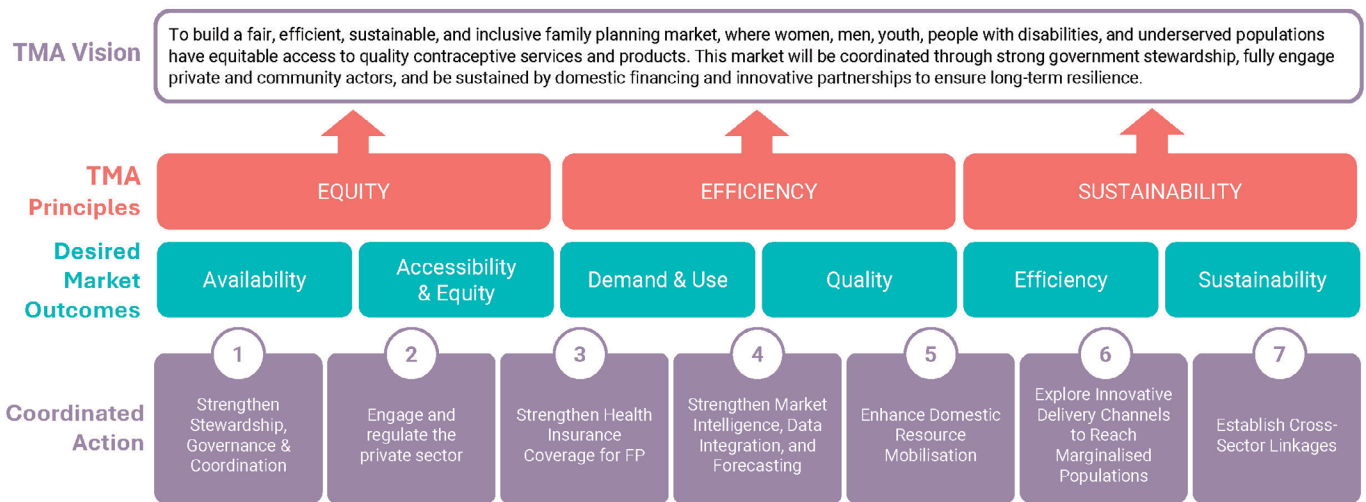 TMA Vision
To build a fair, efficient, sustainable, and inclusive family planning market, where women, men, youth, people with disabilities, and underserved populations
have equitable access to quality contraceptive services and products. This market will be coordinated through strong government stewardship, fully engage
private and community actors, and be sustained by domestic financing and innovative partnerships to ensure long-term resilience.
TMA
Principles
EQUITY
EFFICIENCY
SUSTAINABILITY
Desired
Market
Outcomes
Availability
Accessibility
& Equity
Demand & Use
Quality
Efficiency
Sustainability
Coordinated
Action
1
Strengthen
Stewardship,
Governance &
Coordination
2
Engage and
regulate the
private sector
3
Strengthen Health
Insurance
Coverage for FP
4
Strengthen Market
Intelligence, Data
Integration, and
Forecasting
5
Enhance Domestic
Resource
Mobilisation
6
Explore Innovative
Delivery Channels
to Reach
Marginalised
Populations
7
Establish Cross-
Sector Linkages